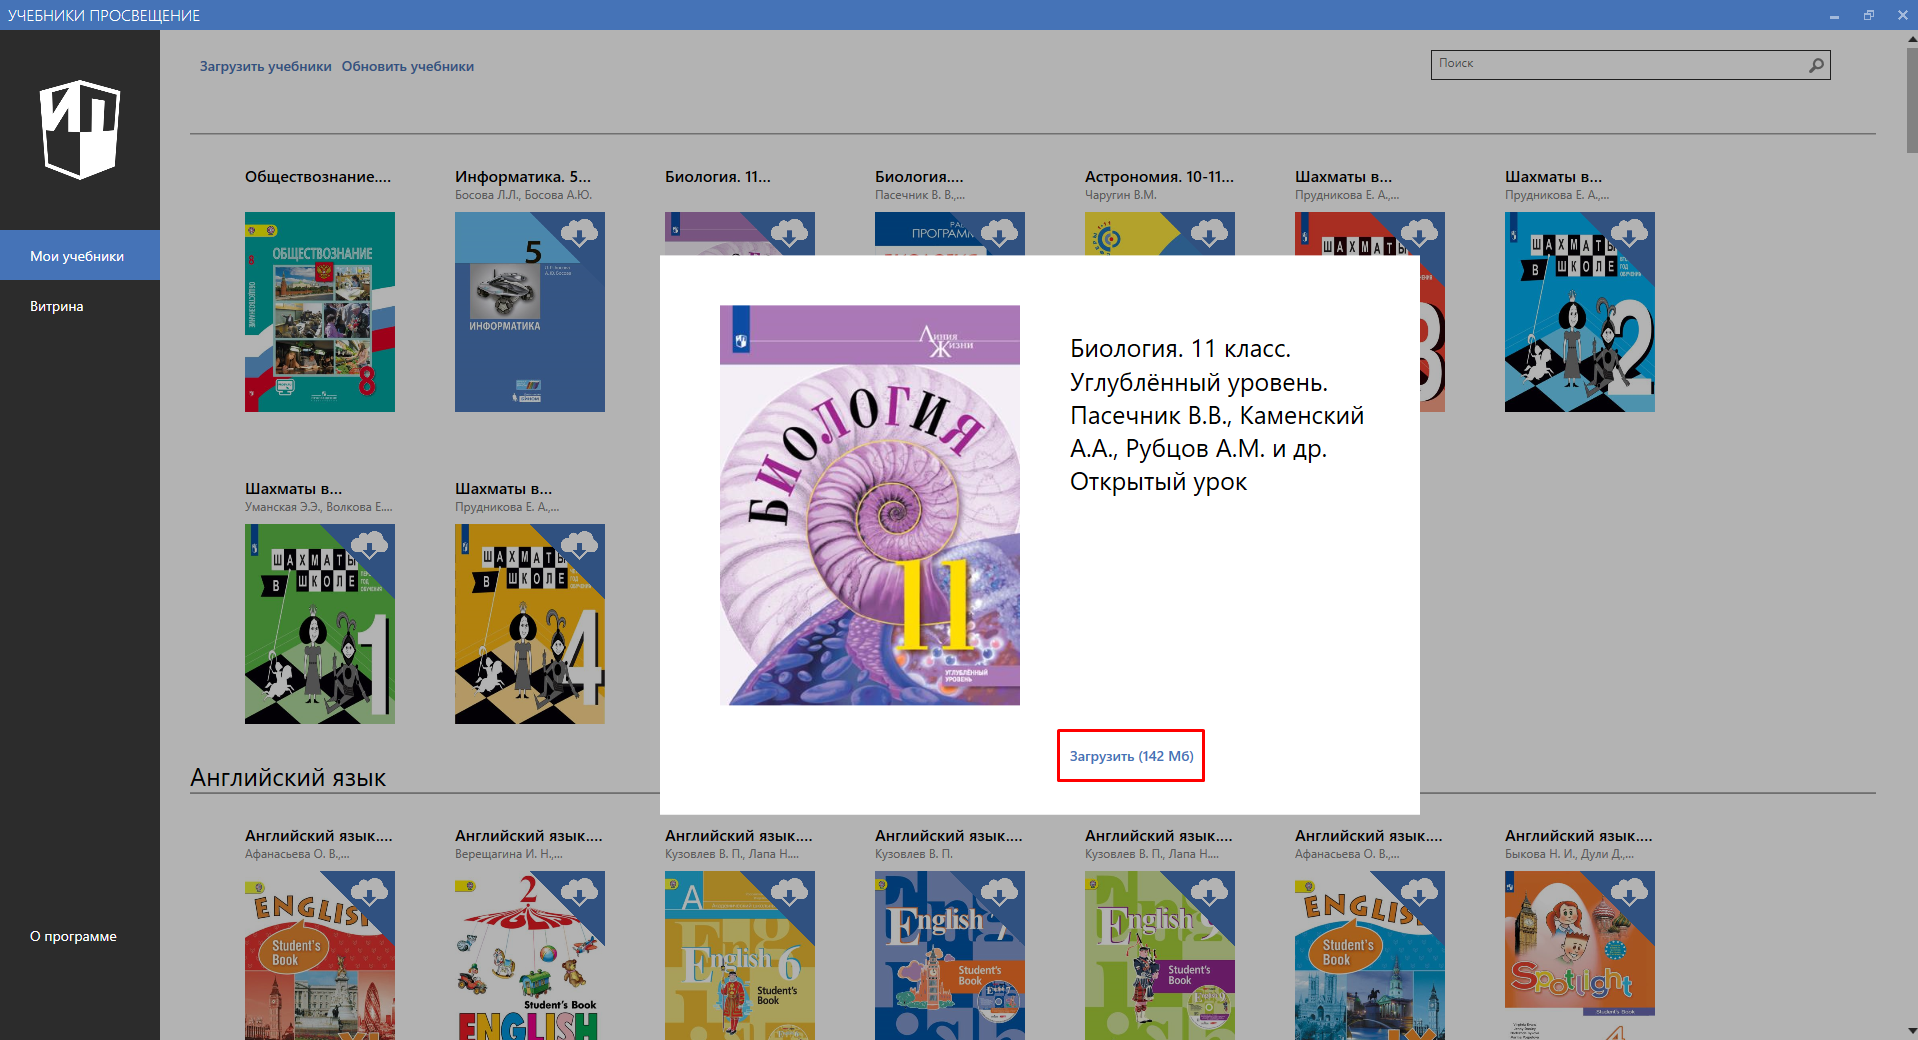 УЧЕБНИКИ ПРОСВЕЩЕНИЕ
Загрузить учебники Обновить учебники
Поиск
Мои учебники
Витрина
О программе
Обществознание....
Информатика. 5...
Босова Л.Л., Босова А.Ю.
Биология. 11...
Биология....
Пасечник В. В.,...
Астрономия. 10-11...
Чаругин В.М.
Шахматы в...
Прудникова Е. А.,...
Шахматы в...
Прудникова Е. А.,...
8
ОБЩЕСТВОЗНАНИЕ
8
5
ИНФОРМАТИКА
ШАХМАТЫ
3
ШАХМАТЫ
В ШКОЛЕ
2
Линия
Жизни
БИОЛОГИЯ
11
УГЛУБЛЁННЫЙ
УРОВЕНЬ
Биология. 11 класс.
Углублённый уровень.
Пасечник В.В., Каменский
А.А., Рубцов А.М. и др.
Открытый урок
Загрузить (142 Мб)
Шахматы в...
Уманская Э.Э., Волкова Е....
Шахматы в...
Прудникова Е. А.,...
ШАХМАТЫ
В ШКОЛЕ
1
ШАХМАТЫ
В ШКОЛЕ
4
Английский язык
Английский язык....
Афанасьева О. В.,...
Английский язык....
Верещагина И. Н.,...
Английский язык....
Кузовлев В. П., Лапа Н....
Английский язык....
Кузовлев В. П.
Английский язык....
Кузовлев В. П., Лапа Н....
Английский язык....
Афанасьева О. В.,...
Английский язык....
Быкова Н. И., Дули Д.,...
ENGLISH
Student's
Book
2
Student's Book
ENGLISH
English 6
Student's
Book
English 7
Student's
Book
English 9
Student's
Book
ENGLISH
Student's
Book
Spotlight
Student's Book
4